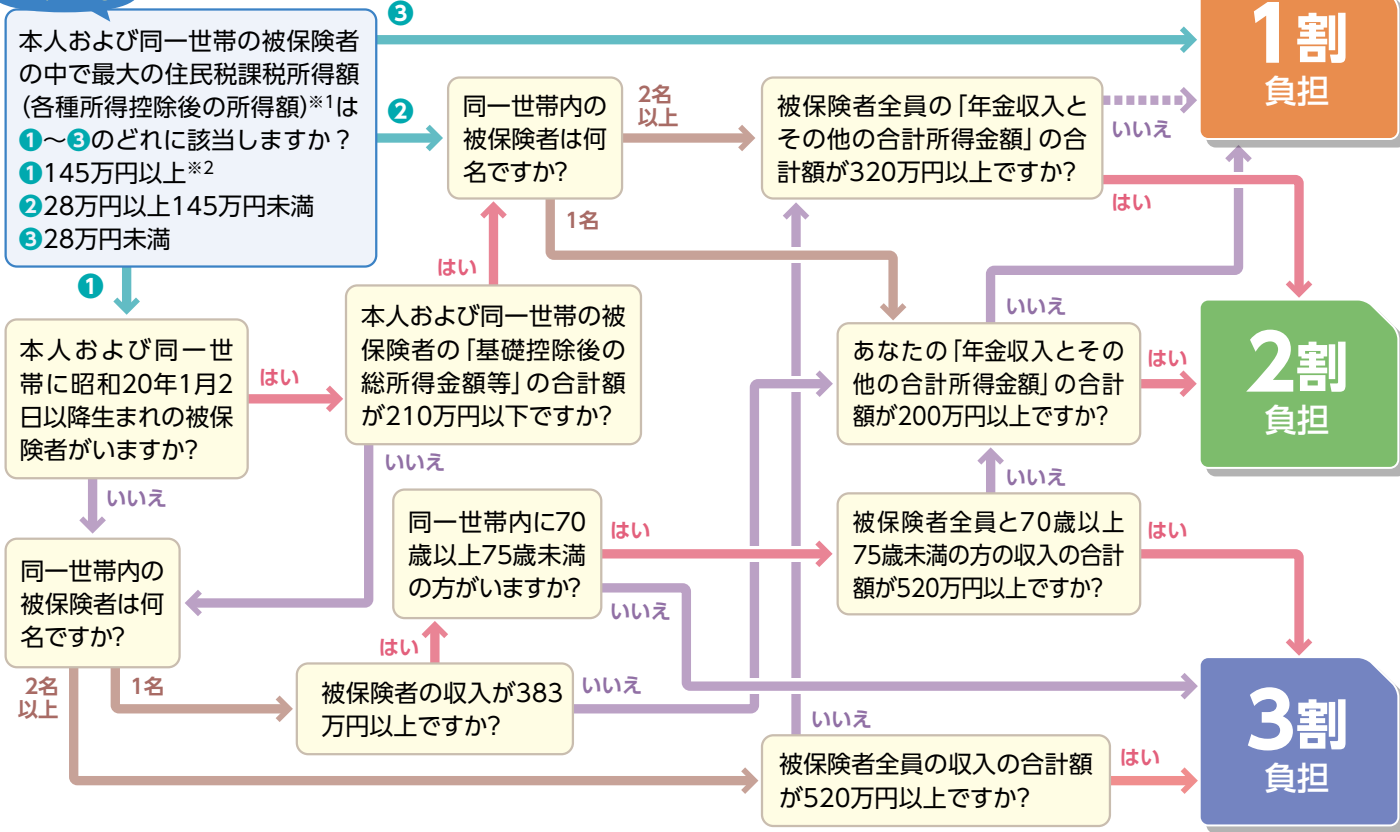 本人および同一世帯の被保険者
の中で最大の住民税課税所得額
(各種所得控除後の所得額)※1は
❶~❸のどれに該当しますか?
❶145万円以上※2
❷28万円以上145万円未満
❸28万円未満
❸
❷
❶
同一世帯内の
被保険者は何
名ですか?
2名
以上
1名
被保険者全員の「年金収入と
その他の合計所得金額」の合
計額が320万円以上ですか?
いいえ
はい
1割
負担
本人および同一世
帯に昭和20年1月2
日以降生まれの被保
険者がいますか?
はい
いいえ
本人および同一世帯の被
保険者の「基礎控除後の
総所得金額等」の合計額
が210万円以下ですか?
はい
いいえ
あなたの「年金収入とその
他の合計所得金額」の合計
額が200万円以上ですか?
いいえ
はい
2割
負担
同一世帯内の
被保険者は何
名ですか?
2名
以上
1名
同一世帯内に70
歳以上75歳未満
の方がいますか?
はい
いいえ
被保険者全員と70歳以上
75歳未満の方の収入の合計
額が520万円以上ですか?
いいえ
はい
被保険者の収入が383
万円以上ですか?
はい
いいえ
被保険者全員の収入の合計額
が520万円以上ですか?
いいえ
はい
3割
負担